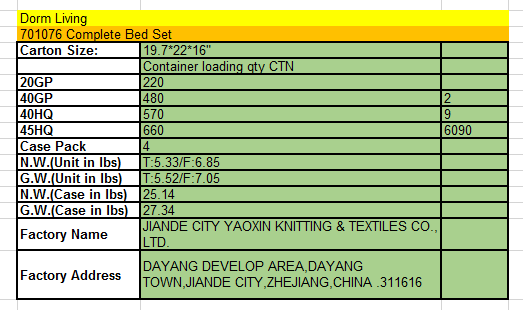 Dorm Living
701076 Complete Bed Set
Carton Size: 19.7*22*16"
Container loading qty CTN
20GP 220
40GP 480 2
40HQ 570 9
45HQ 660 6090
Case Pack 4
N.W.(Unit in lbs) T:5.33/F:6.85
G.W.(Unit in lbs) T:5.52/F:7.05
N.W.(Case in lbs) 25.14
G.W.(Case in lbs) 27.34
Factory Name JIANDE CITY YAOXIN KNITTING & TEXTILES CO.,
LTD.
Factory Address DAYANG DEVELOP AREA,DAYANG
TOWN,JIANDE CITY,ZHEJIANG,CHINA .311616